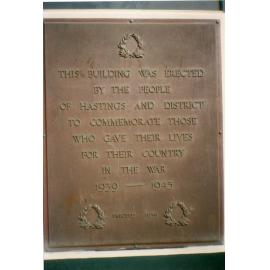 THIS BUILDING WAS ERECTED
BY THE PEOPLE
OF HASTINGS AND DISTRICT
TO COMMEMORATE THOSE
WHO GAVE THEIR LIVES
FOR THEIR COUNTRY
IN THE WAR
1939 — 1945